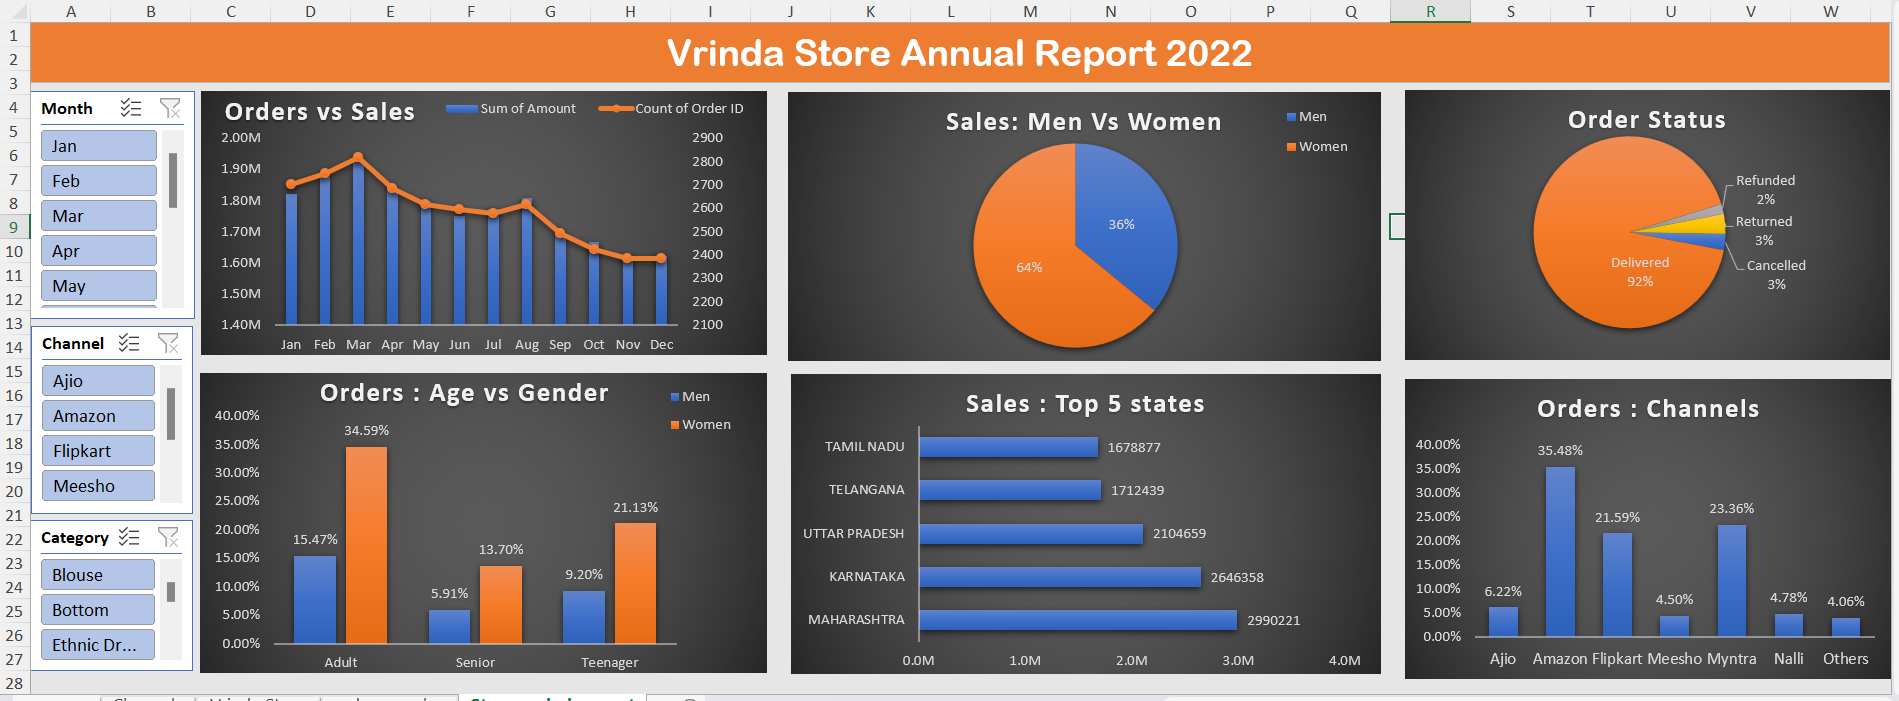 A B C D E F G H I J K L M N O P Q R S T U V W
1
2
3
4
5
6
7
8
9
10
11
12
13
14
15
16
17
18
19
20
21
22
23
24
25
26
27
28
Vrinda Store Annual Report 2022
Month
Jan
Feb
Mar
Apr
May
Channel
Ajio
Amazon
Flipkart
Meesho
Category
Blouse
Bottom
Ethnic Dr...
Orders vs Sales
Sum of Amount
Count of Order ID
2.00M
1.90M
1.80M
1.70M
1.60M
1.50M
1.40M
2900
2800
2700
2600
2500
2400
2300
2200
2100
Jan Feb Mar Apr May Jun Jul Aug Sep Oct Nov Dec
Sales: Men Vs Women
Men
Women
36%
64%
Order Status
Refunded
2%
Returned
3%
Cancelled
3%
Delivered
92%
Orders : Age vs Gender
Men
Women
40.00%
35.00%
30.00%
25.00%
20.00%
15.00%
10.00%
5.00%
0.00%
15.47%
34.59%
5.91%
13.70%
9.20%
21.13%
Adult Senior Teenager
Sales : Top 5 states
TAMIL NADU 1678877
TELANGANA 1712439
UTTAR PRADESH 2104659
KARNATAKA 2646358
MAHARASHTRA 2990221
0.0M 1.0M 2.0M 3.0M 4.0M
Orders : Channels
40.00%
35.00%
30.00%
25.00%
20.00%
15.00%
10.00%
5.00%
0.00%
6.22%
35.48%
21.59%
4.50%
23.36%
4.78%
4.06%
Ajio Amazon Flipkart Meesho Myntra Nalli Others